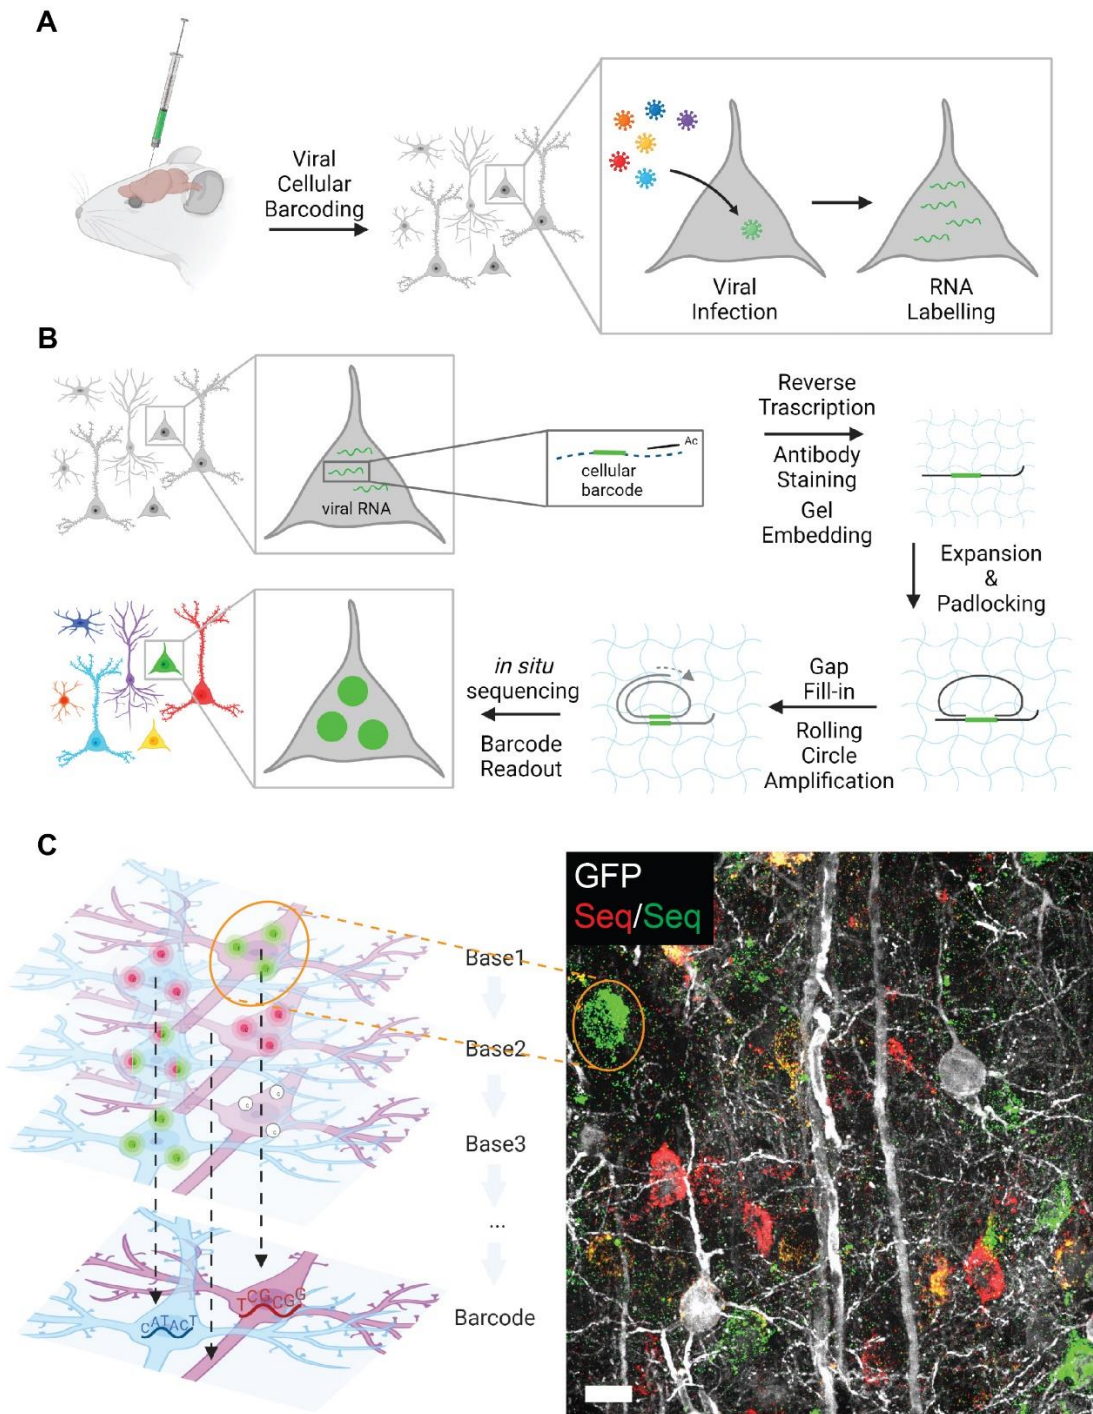 A
Viral
Cellular
Barcoding
Viral
Infection
RNA
Labelling
B
viral RNA
cellular
barcode
Ac
Reverse
Trascription
Antibody
Staining
Gel
Embedding
Expansion
&
Padlocking
Gap
Fill-in
Rolling
Circle
Amplification
in situ
sequencing
Barcode
Readout
C
Base1
Base2
c
c
c
Base3
...
Barcode
CATACT
TCGCGG
GFP
Seq/Seq